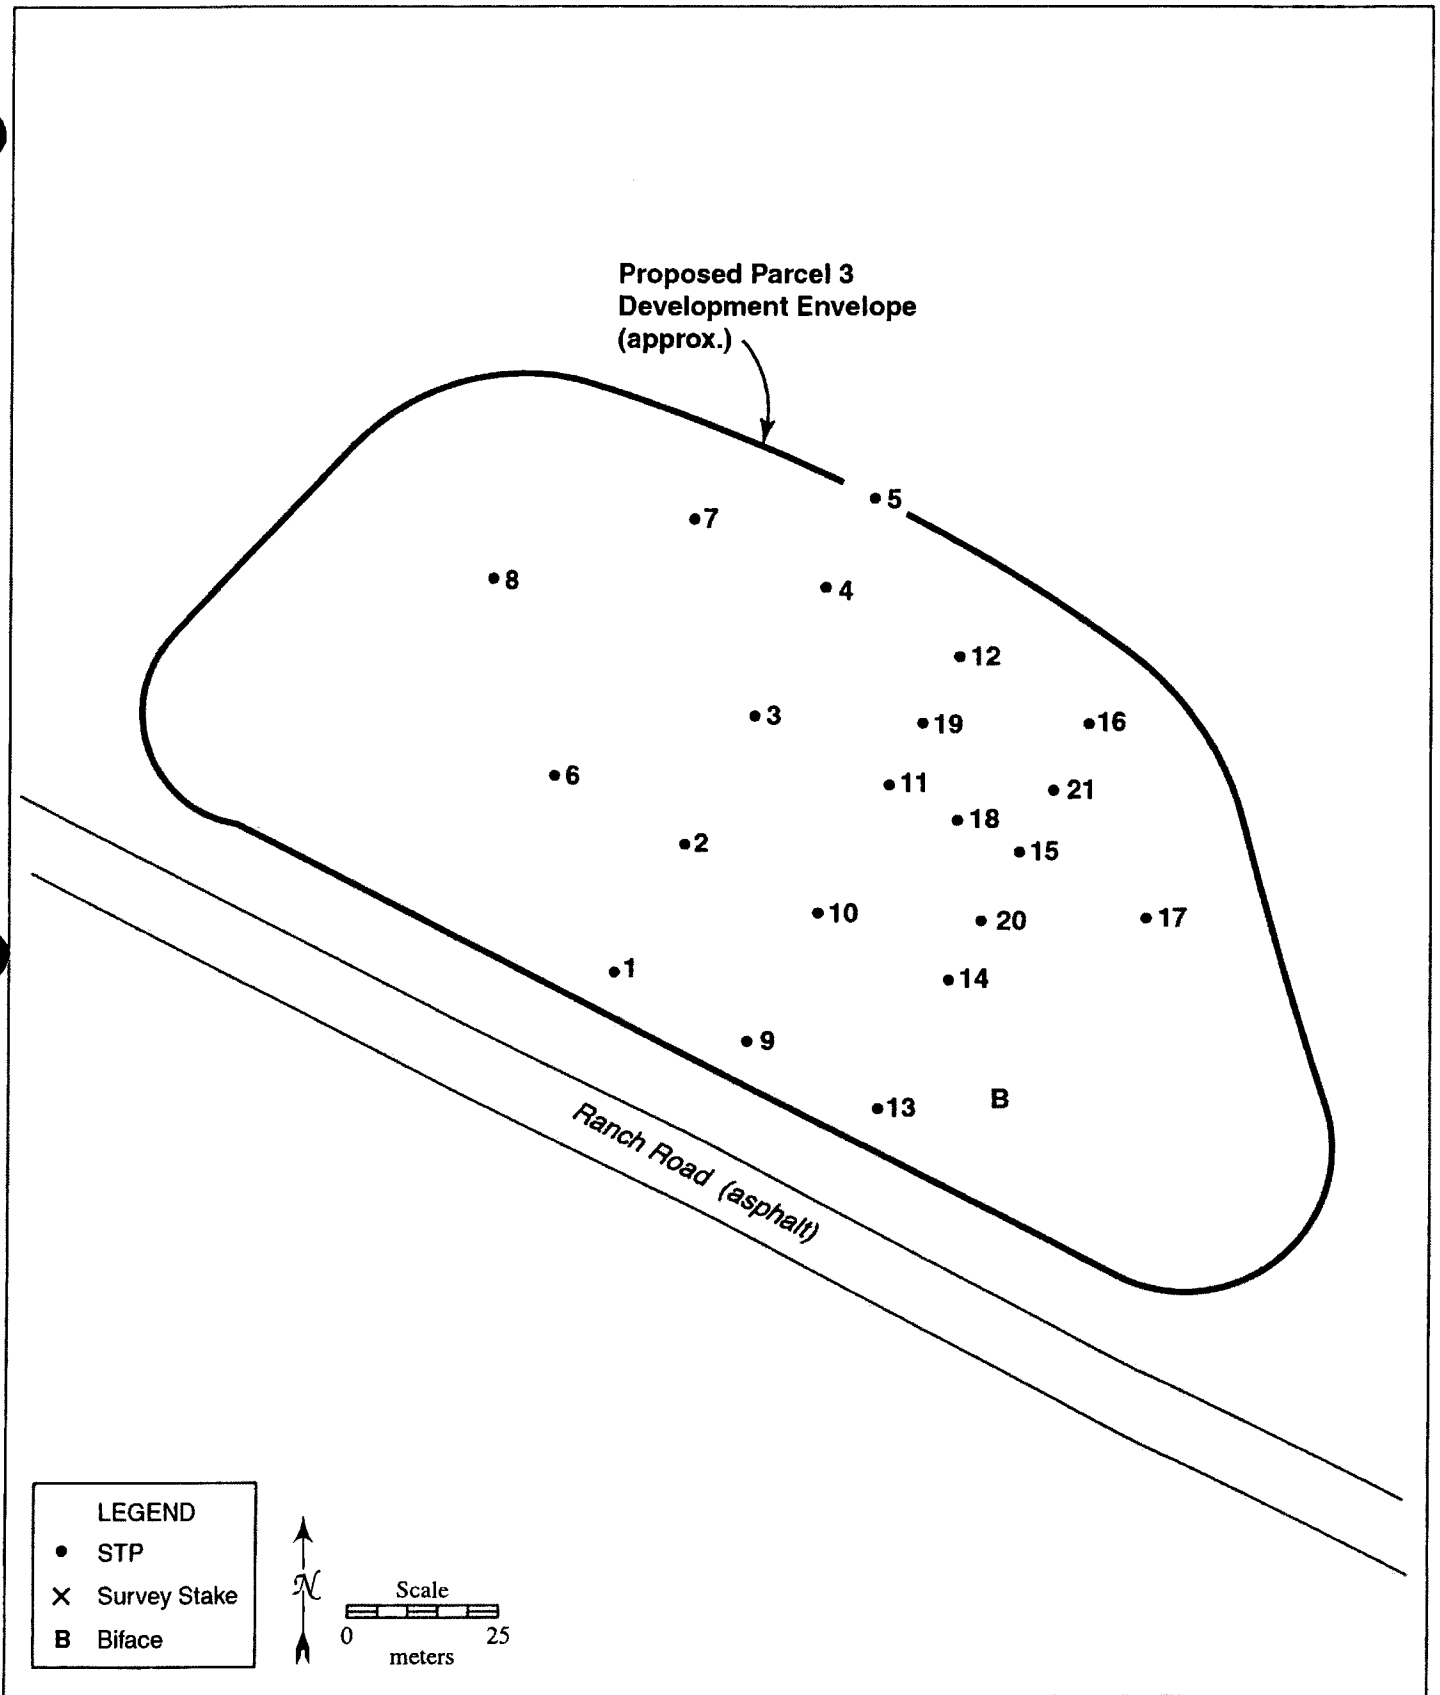 Proposed Parcel 3
Development Envelope
(approx.)
5
7
8
4
12
3
19
16
6
11
21
18
2
15
10
20
17
1
14
9
B
13
Ranch Road (asphalt)
LEGEND
STP
Survey Stake
B Biface
N
Scale
0 25
meters